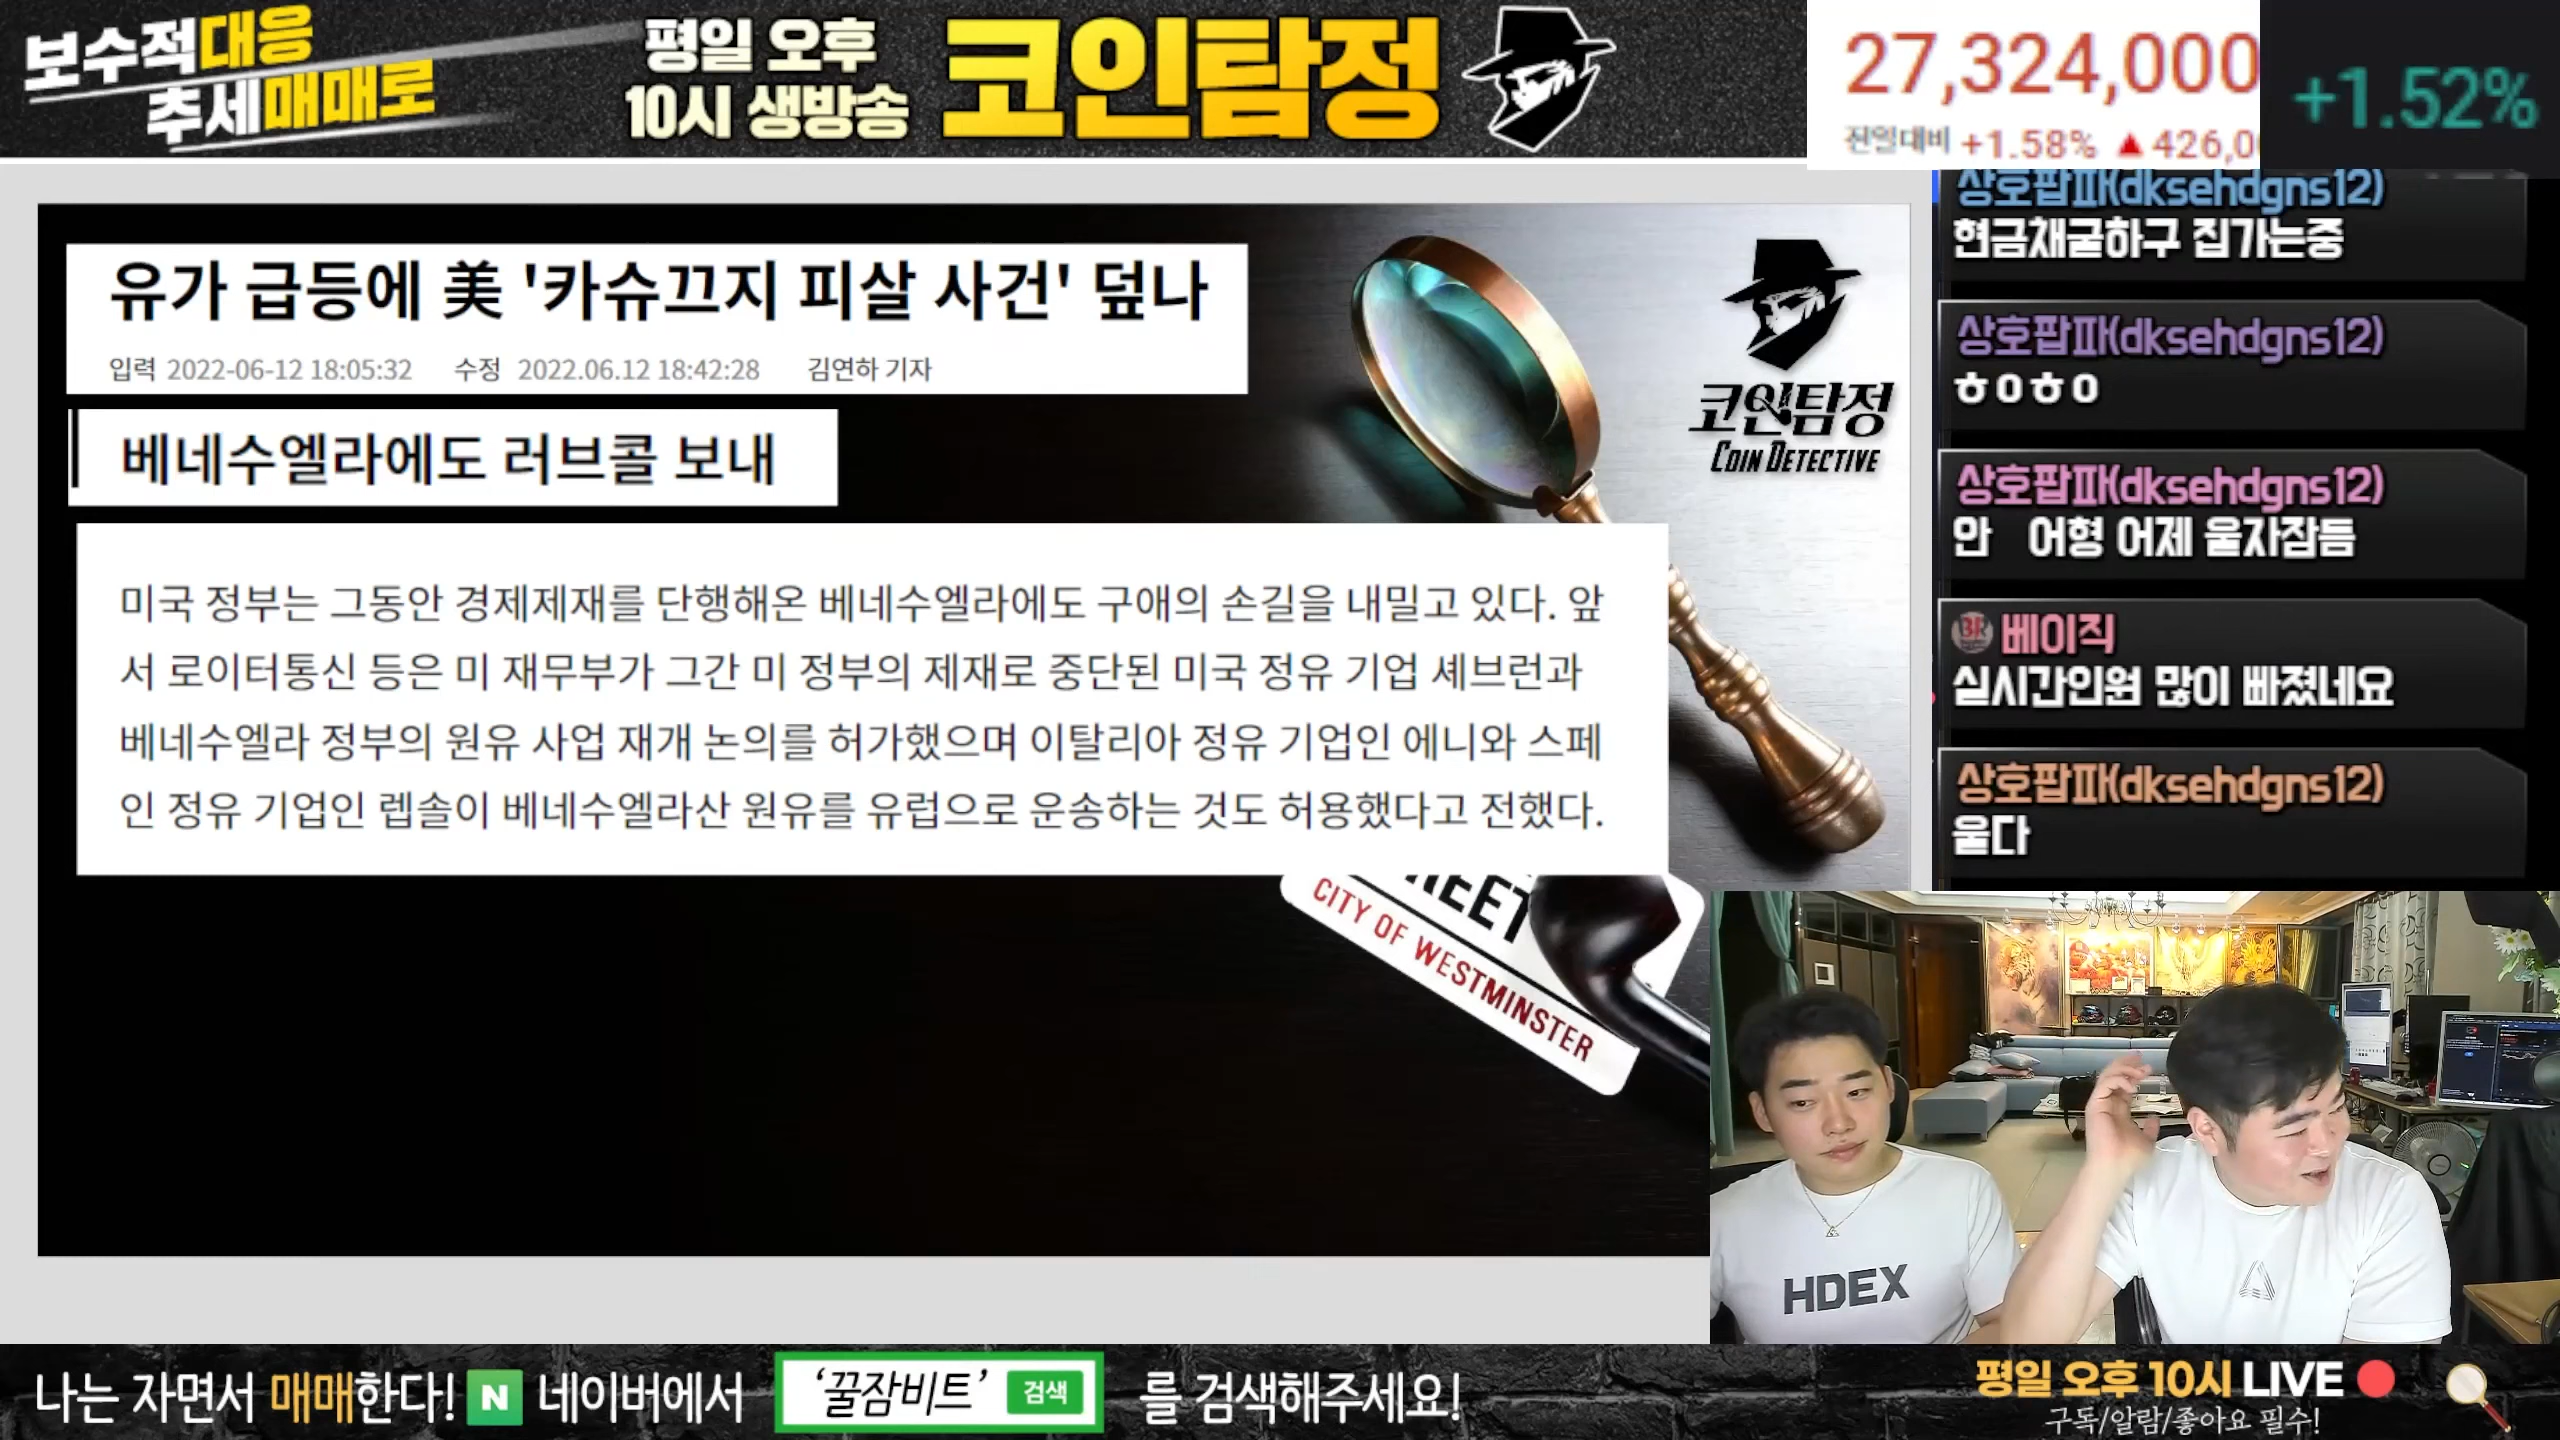 보수적대응
추세매매로
평일 오후
10시 생방송
코인탐정
27,324,000
전일대비 +1.58% ▲ 426,0
+1.52%
유가 급등에 美 '카슈끄지 피살 사건' 덮나
입력 2022-06-12 18:05:32 수정 2022.06.12 18:42:28 김연하 기자
베네수엘라에도 러브콜 보내
미국 정부는 그동안 경제제재를 단행해온 베네수엘라에도 구애의 손길을 내밀고 있다. 앞
서 로이터통신 등은 미 재무부가 그간 미 정부의 제재로 중단된 미국 정유 기업 셰브런과
베네수엘라 정부의 원유 사업 재개 논의를 허가했으며 이탈리아 정유 기업인 에니와 스페
인 정유 기업인 렙솔이 베네수엘라산 원유를 유럽으로 운송하는 것도 허용했다고 전했다.
코인탐정
COIN DETECTIVE
CITY OF WESTMINSTER
상호팝파(dksehdgns12)
현금채굴하구 집가는중
상호팝파(dksehdgns12)
ㅎㅇㅎㅇ
상호팝파(dksehdgns12)
안 어형 어제 울자잠듬
베이직
실시간인원 많이 빠졌네요
상호팝파(dksehdgns12)
울다
HDEX
나는 자면서 매매한다! N 네이버에서 '꿀잠비트' 검색 를 검색해주세요!
평일 오후 10시 LIVE
구독/알람/좋아요 필수!